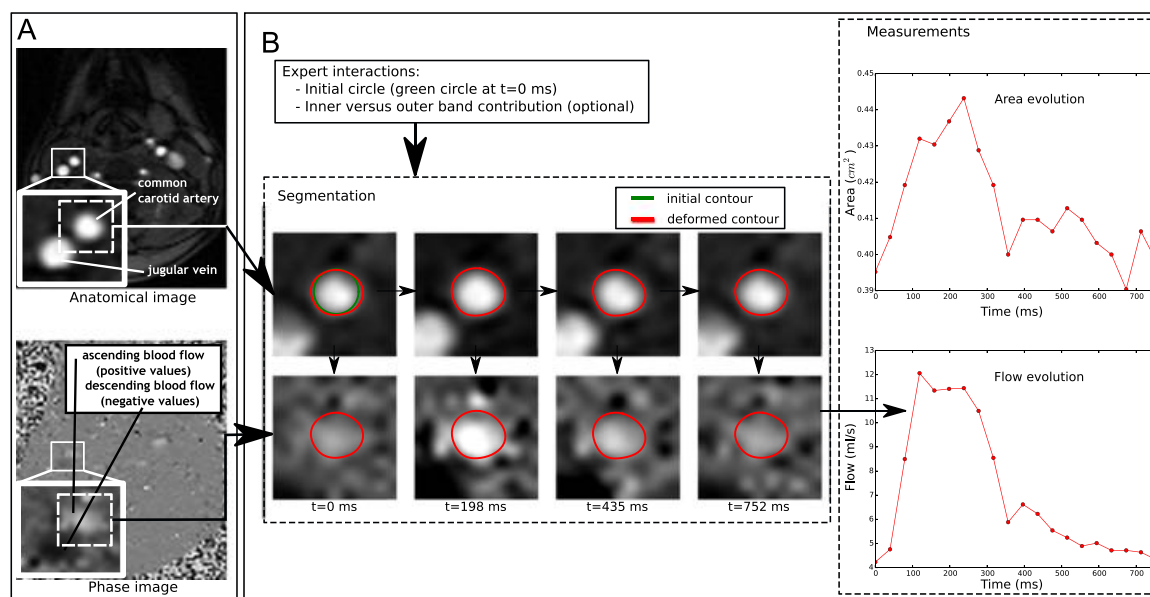 A
common
carotid artery
jugular vein
Anatomical image
ascending blood flow
(positive values)
descending blood flow
(negative values)
Phase image
B
Expert interactions:
- Initial circle (green circle at t=0 ms)
- Inner versus outer band contribution (optional)
Segmentation
initial contour
deformed contour
t=0 ms
t=198 ms
t=435 ms
t=752 ms
Measurements
Area evolution
Area (cm²)
0.45
0.44
0.43
0.42
0.41
0.40
0.39
0 100 200 300 400 500 600 700
Time (ms)
Flow evolution
Flow (ml/s)
13
12
11
10
9
8
7
6
5
4
0 100 200 300 400 500 600 700
Time (ms)